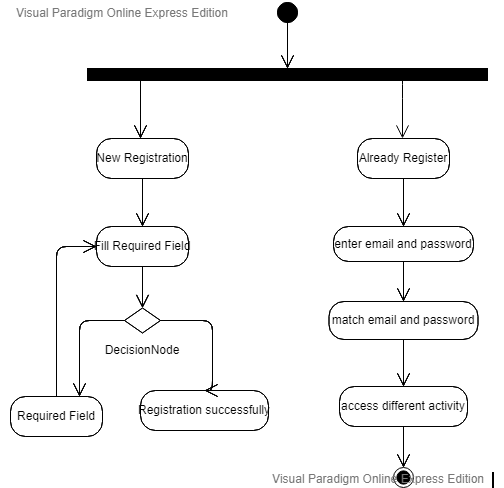 Visual Paradigm Online Express Edition
New Registration
Already Register
Fill Required Field
enter email and password
match email and password
DecisionNode
Required Field
Registration successfully
access different activity
Visual Paradigm Online Express Edition